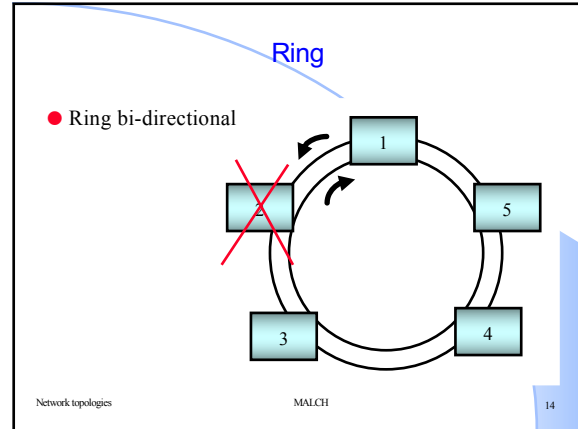 Ring
Ring bi-directional
1
2
5
3
4
Network topologies
MALCH
14